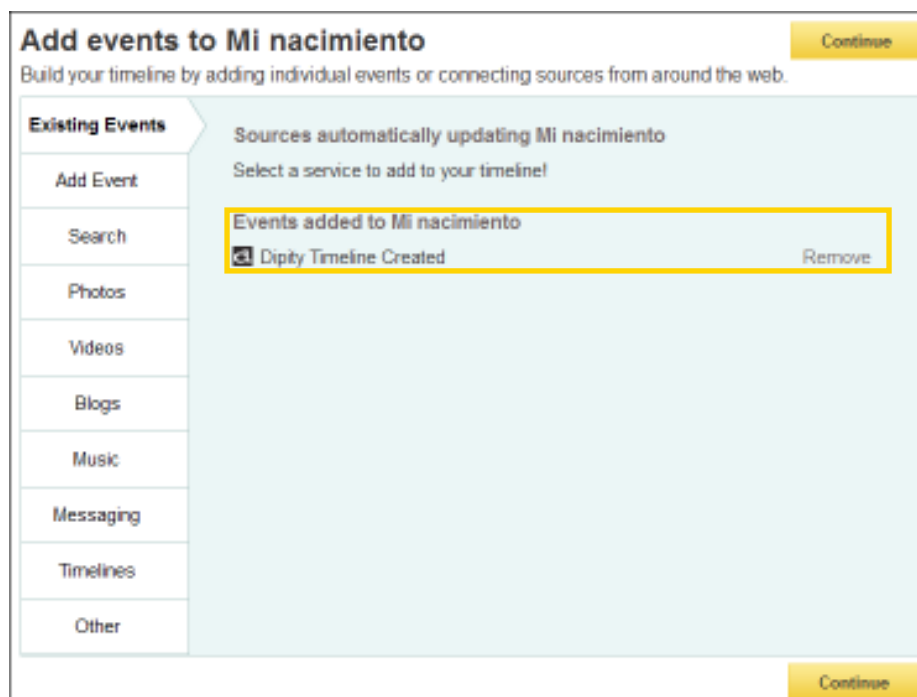 Add events to Mi nacimiento
Continue
Build your timeline by adding individual events or connecting sources from around the web.
Existing Events
Add Event
Search
Photos
Videos
Blogs
Music
Messaging
Timelines
Other
Sources automatically updating Mi nacimiento
Select a service to add to your timeline!
Events added to Mi nacimiento
d Dipity Timeline Created
Remove
Continue